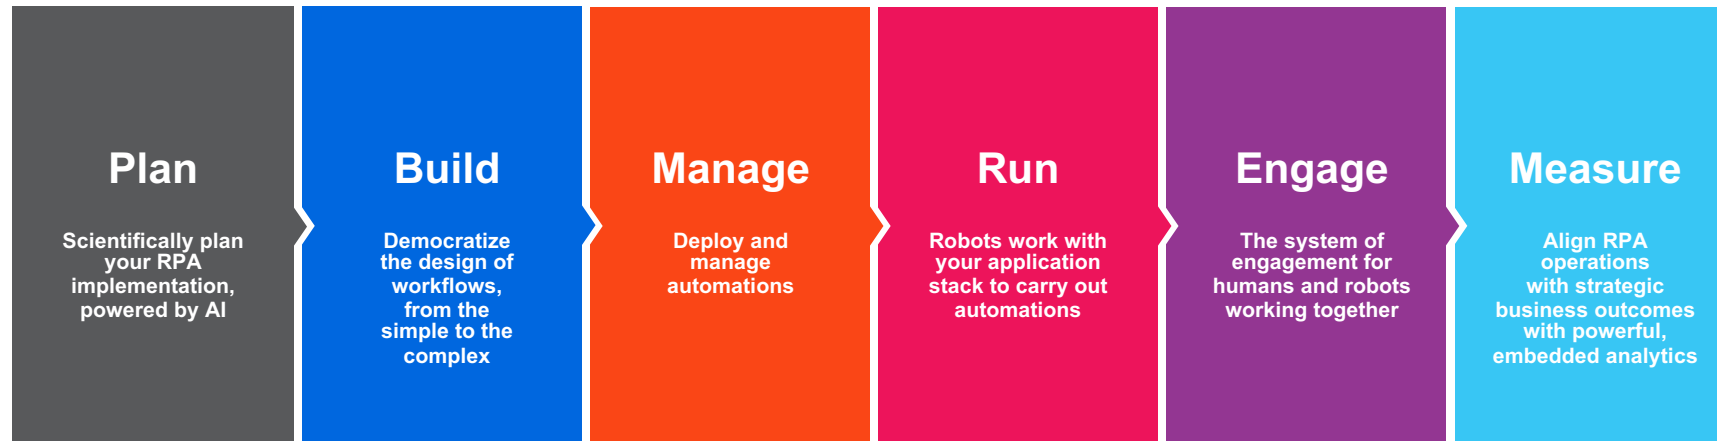 Plan
Scientifically plan
your RPA
implementation,
powered by AI
Build
Democratize
the design of
workflows,
from the
simple to the
complex
Manage
Deploy and
manage
automations
Run
Robots work with
your application
stack to carry out
automations
Engage
The system of
engagement for
humans and robots
working together
Measure
Align RPA
operations
with strategic
business outcomes
with powerful,
embedded analytics